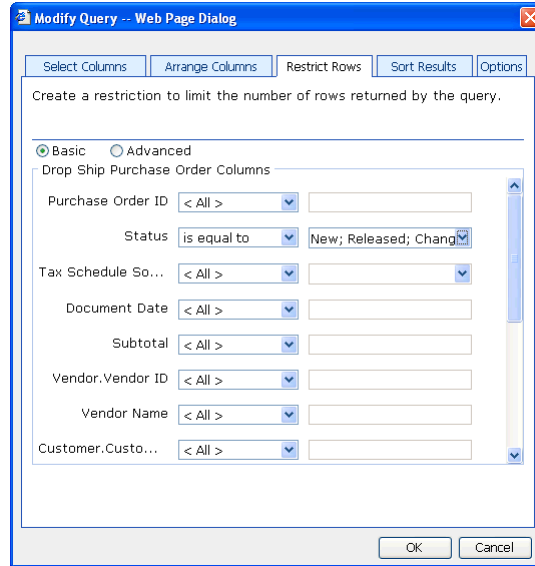 Modify Query -- Web Page Dialog
Select Columns Arrange Columns Restrict Rows Sort Results Options
Create a restriction to limit the number of rows returned by the query.
Basic Advanced
Drop Ship Purchase Order Columns
Purchase Order ID < All >
Status is equal to New; Released; Chang
Tax Schedule So... < All >
Document Date < All >
Subtotal < All >
Vendor.Vendor ID < All >
Vendor Name < All >
Customer.Custo... < All >
OK Cancel